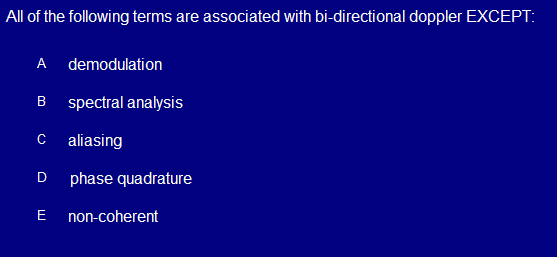 All of the following terms are associated with bi-directional doppler EXCEPT:
A demodulation
B spectral analysis
C aliasing
D phase quadrature
E non-coherent